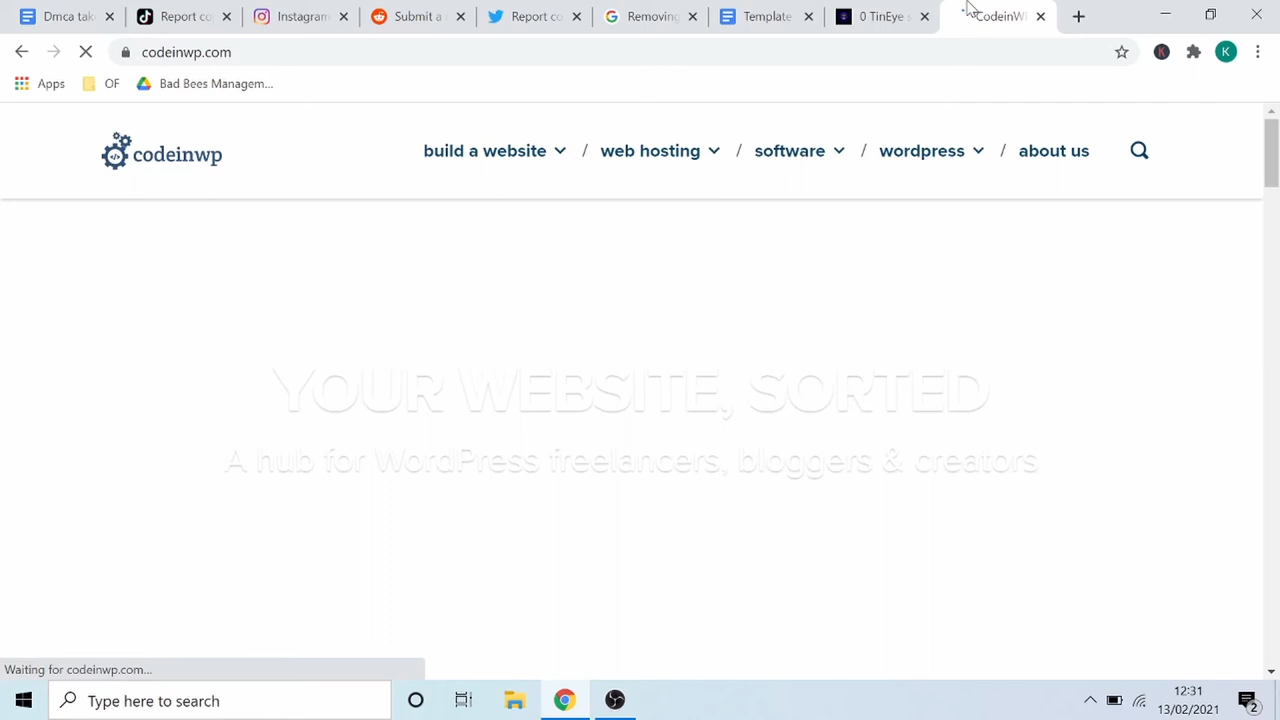 Dmca tak
Report co
Instagram
Submit a
Report co
Removing
Template
0 TinEye s
CodeinW
codeinwp.com
K
K
Apps
OF
Bad Bees Managem...
codeinwp
build a website / web hosting / software / wordpress / about us
YOUR WEBSITE, SORTED
A hub for WordPress freelancers, bloggers & creators
Waiting for codeinwp.com...
Type here to search
12:31
13/02/2021
2